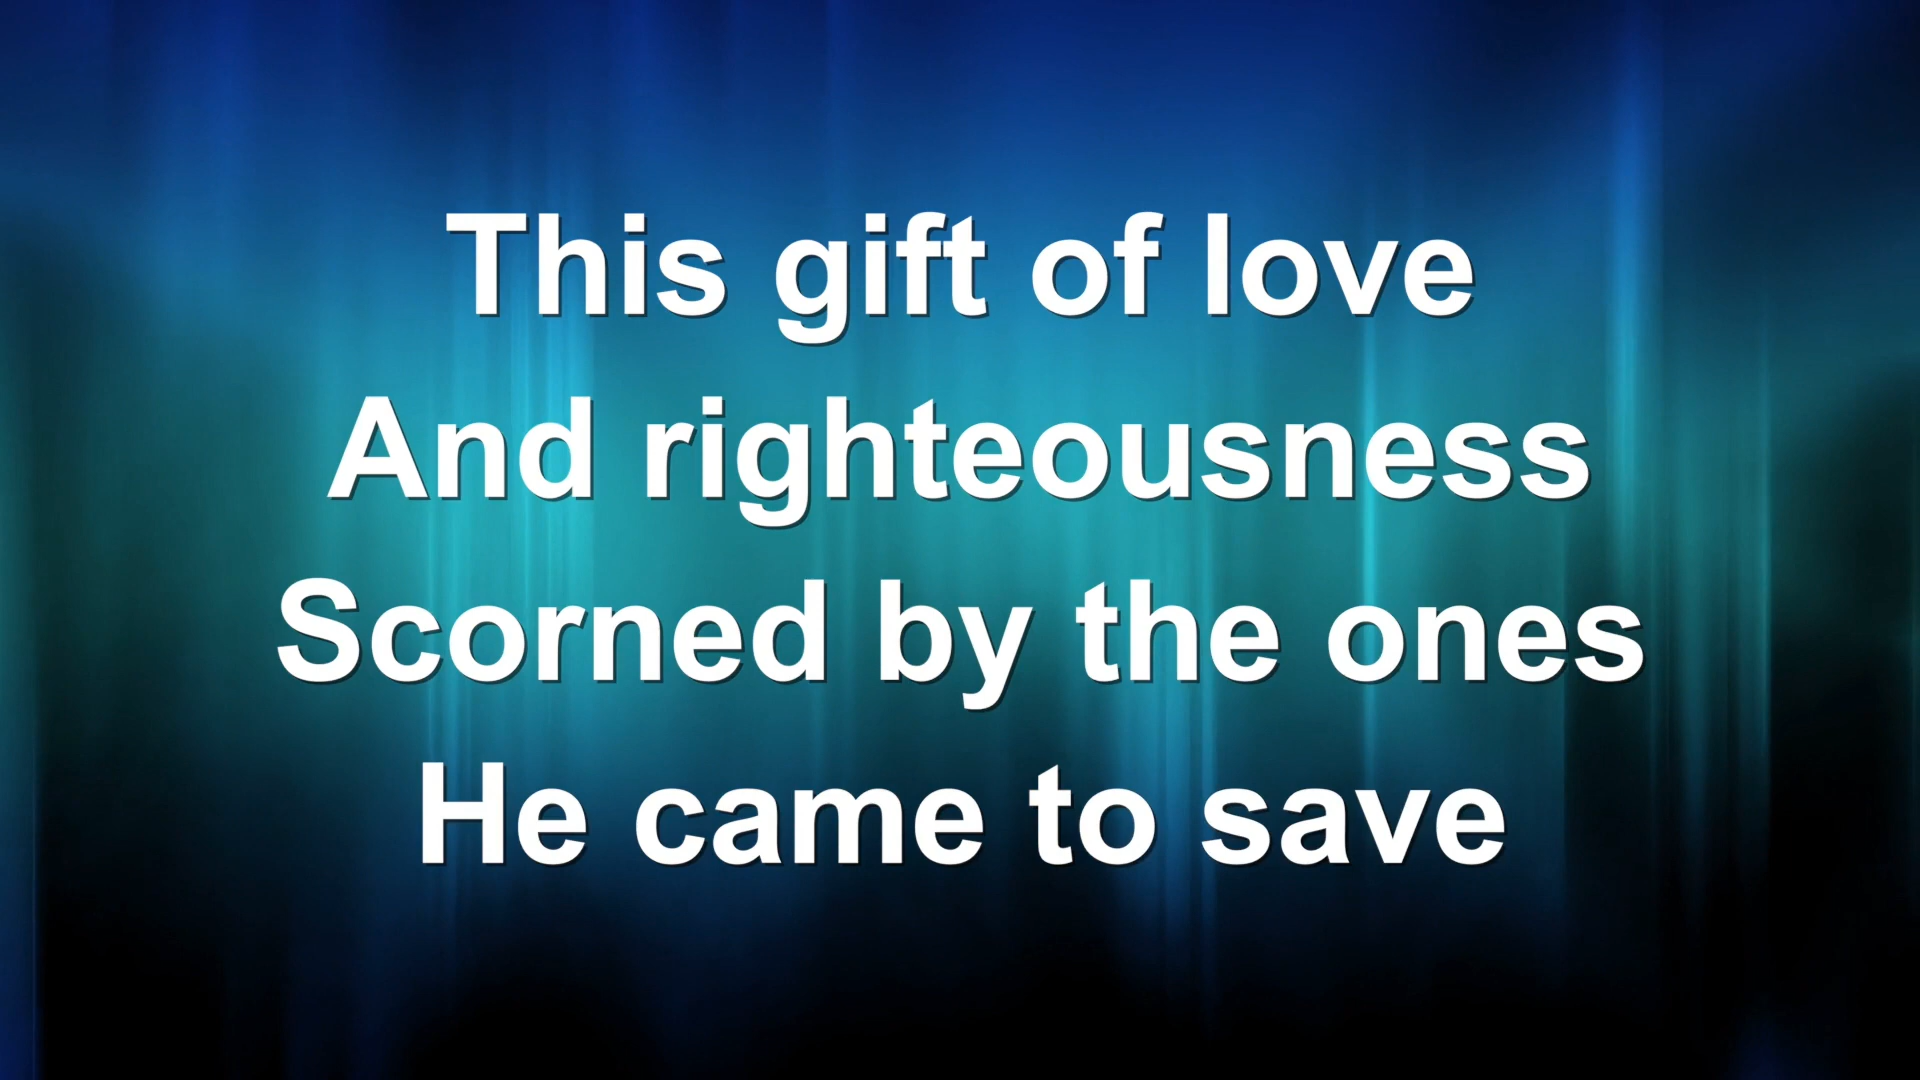 This gift of love
And righteousness
Scorned by the ones
He came to save